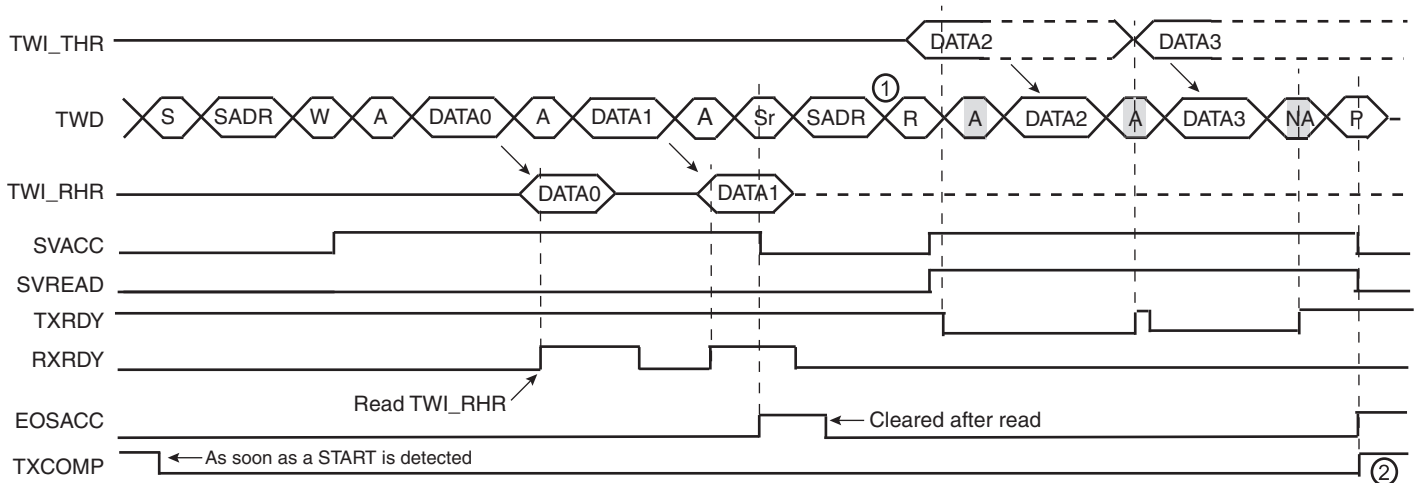 TWI_THR DATA2 DATA3
①
TWD S SADR W A DATA0 A DATA1 A Sr SADR R A DATA2 A DATA3 NA P
TWI_RHR DATA0 DATA1
SVACC
SVREAD
TXRDY
RXRDY
Read TWI_RHR
EOSACC Cleared after read
As soon as a START is detected
TXCOMP ②